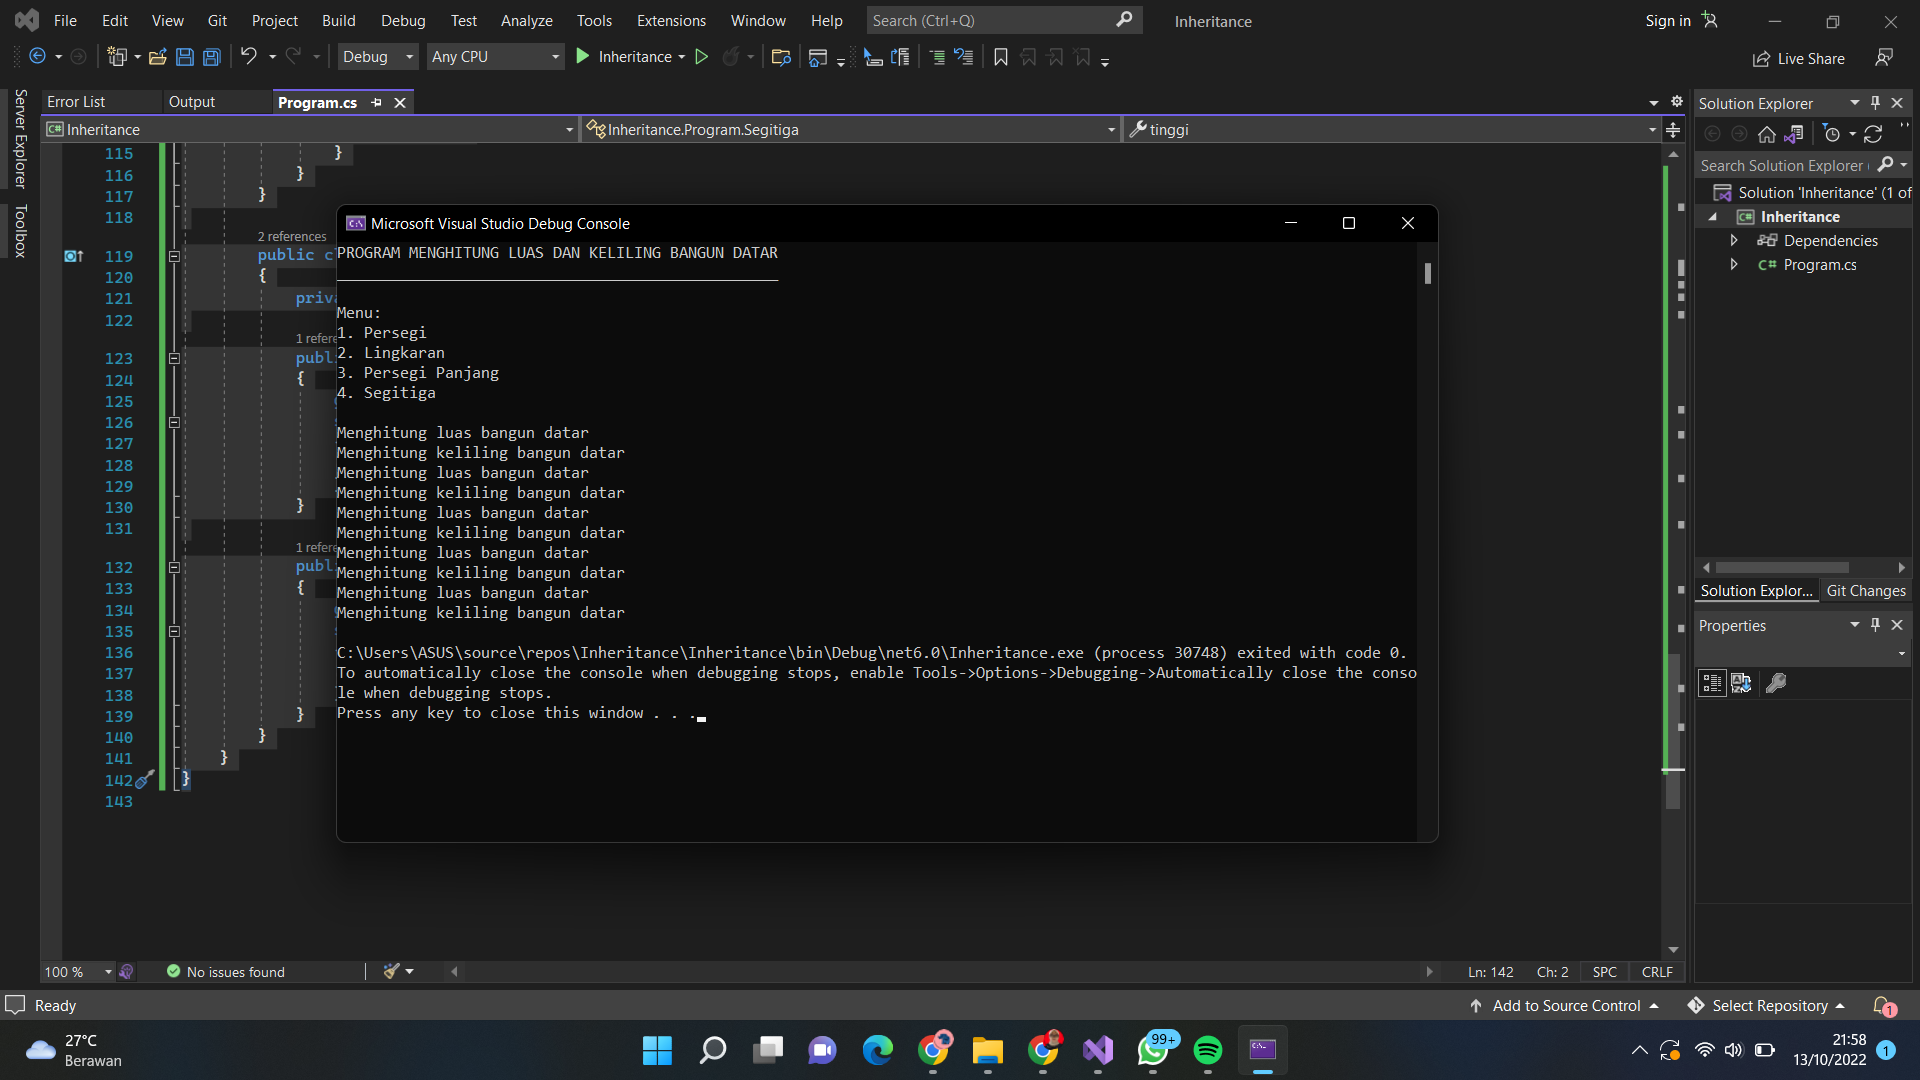 File Edit View Git Project Build Debug Test Analyze Tools Extensions Window Help Search (Ctrl+Q) Inheritance Sign in
Debug Any CPU Inheritance Live Share
Server Explorer
Toolbox
Error List Output Program.cs
C# Inheritance Inheritance.Program.Segitiga tinggi
115 }
116 }
117 }
118
2 references
119 public c
120 {
121 priva
122
1 refere
123 publ
124 {
125
126
127
128
129
130 }
131
1 refere
132 publ
133 {
134
135
136
137
138
139 }
140 }
141 }
142 }
143
Microsoft Visual Studio Debug Console
PROGRAM MENGHITUNG LUAS DAN KELILING BANGUN DATAR
_________________________________________________
Menu:
1. Persegi
2. Lingkaran
3. Persegi Panjang
4. Segitiga
Menghitung luas bangun datar
Menghitung keliling bangun datar
Menghitung luas bangun datar
Menghitung keliling bangun datar
Menghitung luas bangun datar
Menghitung keliling bangun datar
Menghitung luas bangun datar
Menghitung keliling bangun datar
Menghitung luas bangun datar
Menghitung keliling bangun datar
C:\Users\ASUS\source\repos\Inheritance\Inheritance\bin\Debug\net6.0\Inheritance.exe (process 30748) exited with code 0.
To automatically close the console when debugging stops, enable Tools->Options->Debugging->Automatically close the conso
le when debugging stops.
Press any key to close this window . . .
Solution Explorer
Search Solution Explorer (
Solution 'Inheritance' (1 of
C# Inheritance
Dependencies
C# Program.cs
Solution Explor... Git Changes
Properties
100 % No issues found Ln: 142 Ch: 2 SPC CRLF
Ready Add to Source Control Select Repository 1
27°C
Berawan
99+
21:58
13/10/2022
1